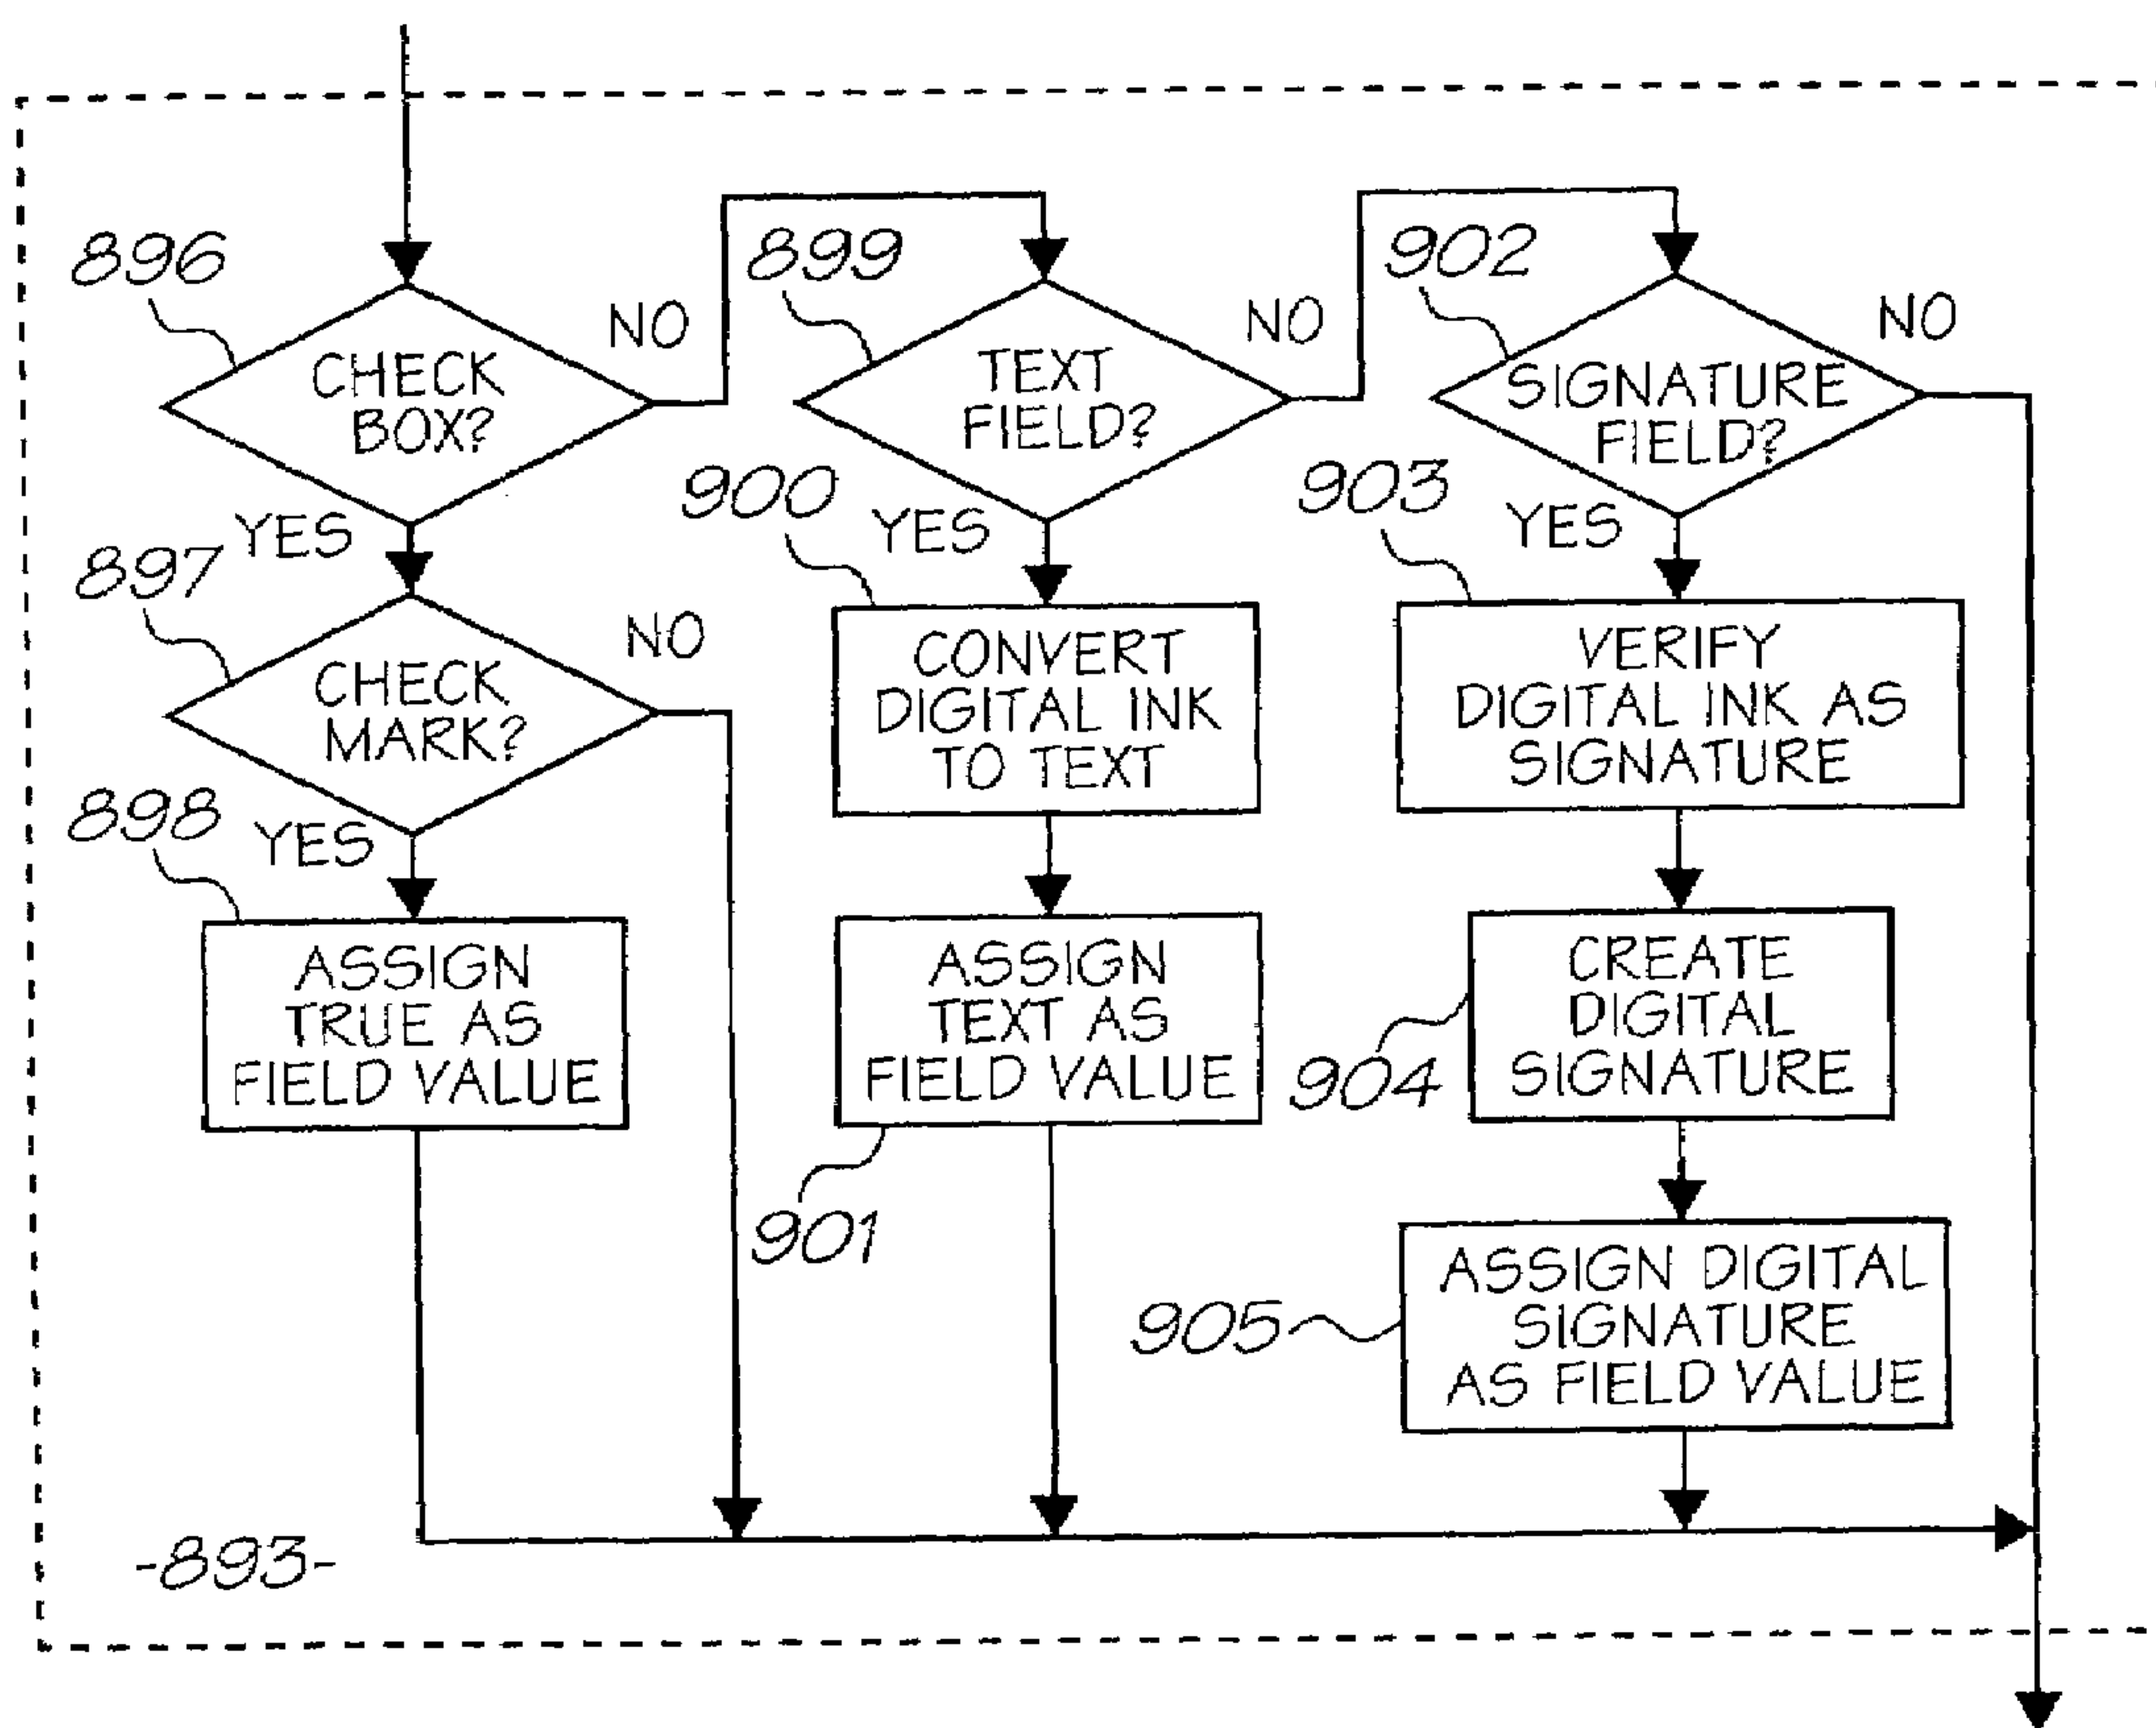 896
CHECK
BOX?
NO
YES
899
TEXT
FIELD?
NO
YES
902
SIGNATURE
FIELD?
NO
YES
897
CHECK
MARK?
NO
YES
900
CONVERT
DIGITAL INK
TO TEXT
903
VERIFY
DIGITAL INK AS
SIGNATURE
898
ASSIGN
TRUE AS
FIELD VALUE
ASSIGN
TEXT AS
FIELD VALUE
901
CREATE
DIGITAL
SIGNATURE
904
ASSIGN DIGITAL
SIGNATURE
AS FIELD VALUE
905
-893-